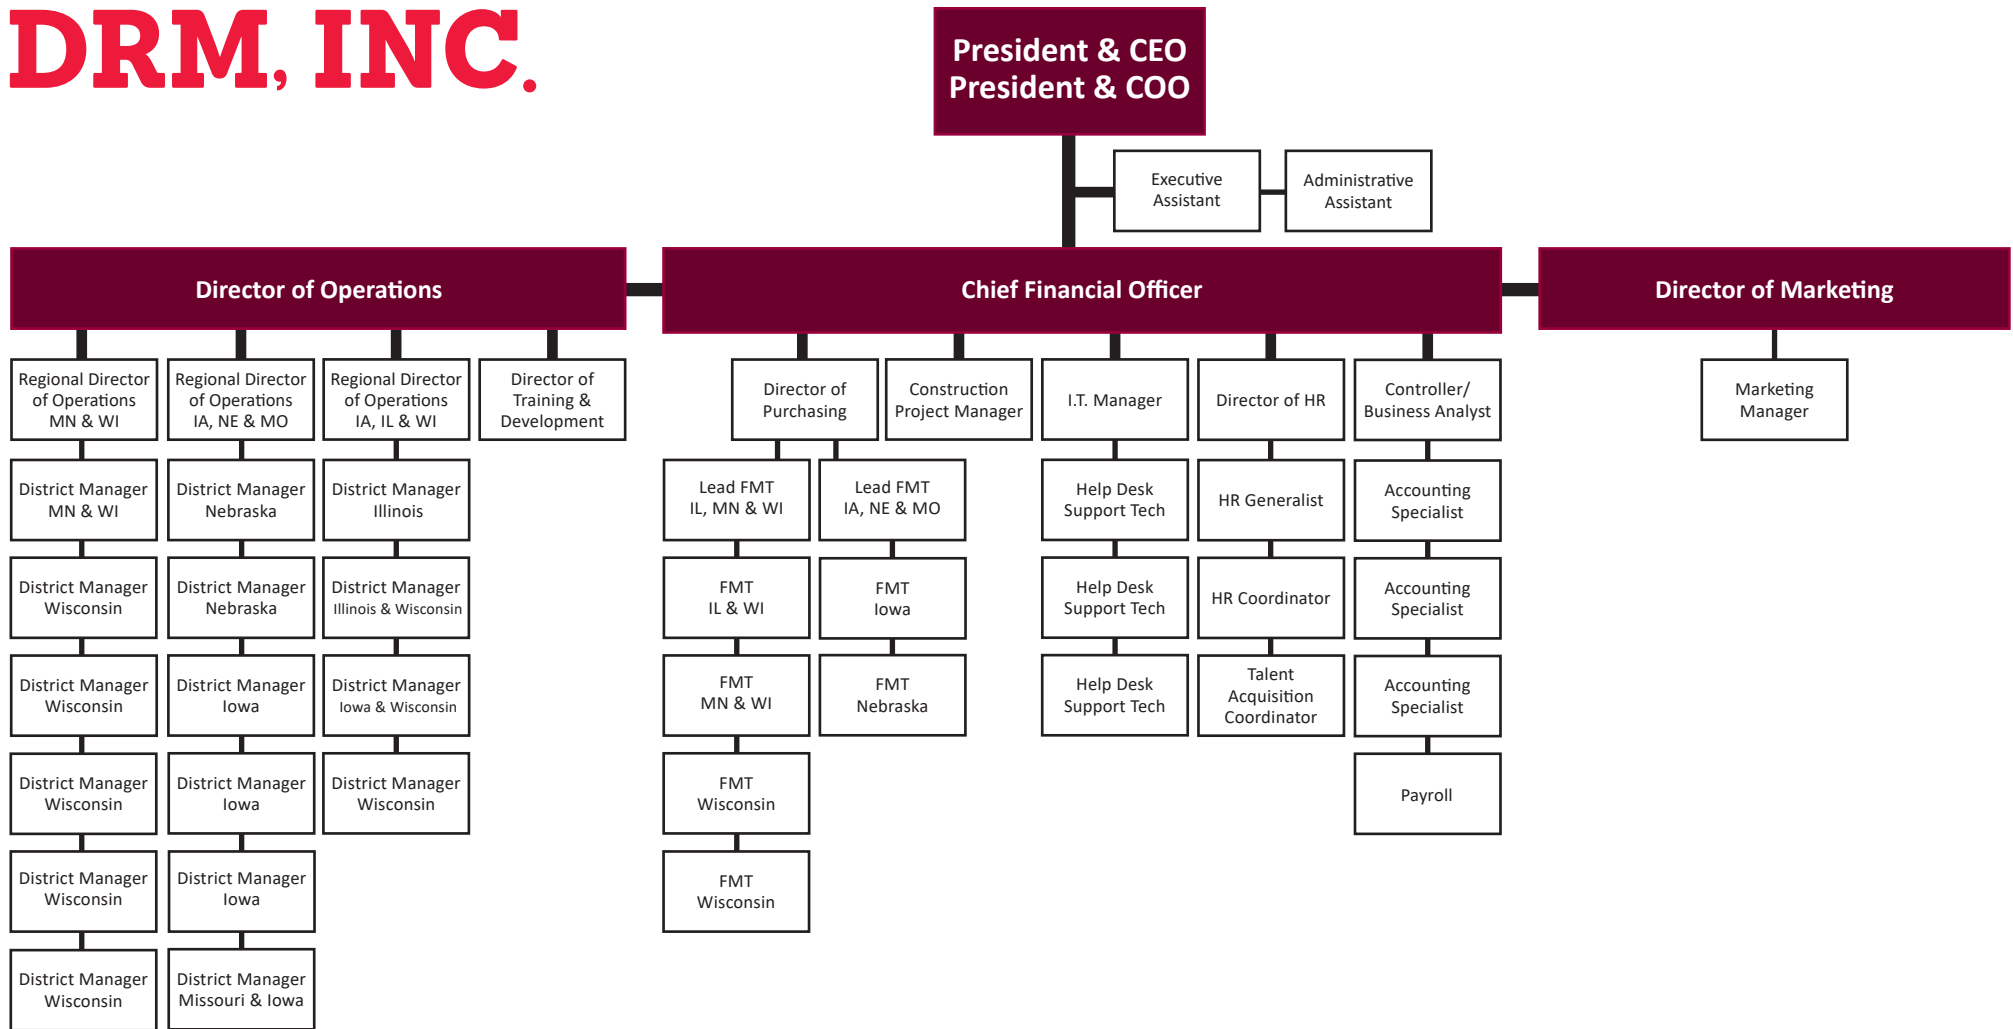 DRM, INC.
President & CEO
President & COO
Executive
Assistant
Administrative
Assistant
Director of Operations
Chief Financial Officer
Director of Marketing
Regional Director
of Operations
MN & WI
Regional Director
of Operations
IA, NE & MO
Regional Director
of Operations
IA, IL & WI
Director of
Training &
Development
Director of
Purchasing
Construction
Project Manager
I.T. Manager
Director of HR
Controller/
Business Analyst
Marketing
Manager
District Manager
MN & WI
District Manager
Nebraska
District Manager
Illinois
Lead FMT
IL, MN & WI
Lead FMT
IA, NE & MO
Help Desk
Support Tech
HR Generalist
Accounting
Specialist
District Manager
Wisconsin
District Manager
Nebraska
District Manager
Illinois & Wisconsin
FMT
IL & WI
FMT
Iowa
Help Desk
Support Tech
HR Coordinator
Accounting
Specialist
District Manager
Wisconsin
District Manager
Iowa
District Manager
Iowa & Wisconsin
FMT
MN & WI
FMT
Nebraska
Help Desk
Support Tech
Talent
Acquisition
Coordinator
Accounting
Specialist
District Manager
Wisconsin
District Manager
Iowa
District Manager
Wisconsin
FMT
Wisconsin
Payroll
District Manager
Wisconsin
District Manager
Iowa
FMT
Wisconsin
District Manager
Wisconsin
District Manager
Missouri & Iowa